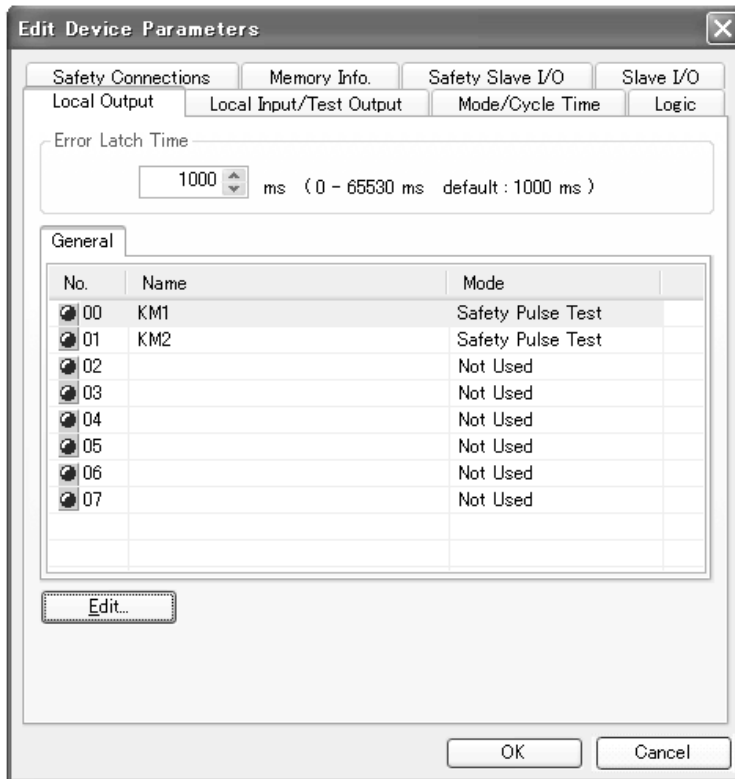 Edit Device Parameters
Safety Connections Memory Info. Safety Slave I/O Slave I/O
Local Output Local Input/Test Output Mode/Cycle Time Logic
Error Latch Time
1000 ms (0 - 65530 ms default : 1000 ms)
General
No. Name Mode
00 KM1 Safety Pulse Test
01 KM2 Safety Pulse Test
02 Not Used
03 Not Used
04 Not Used
05 Not Used
06 Not Used
07 Not Used
Edit...
OK Cancel